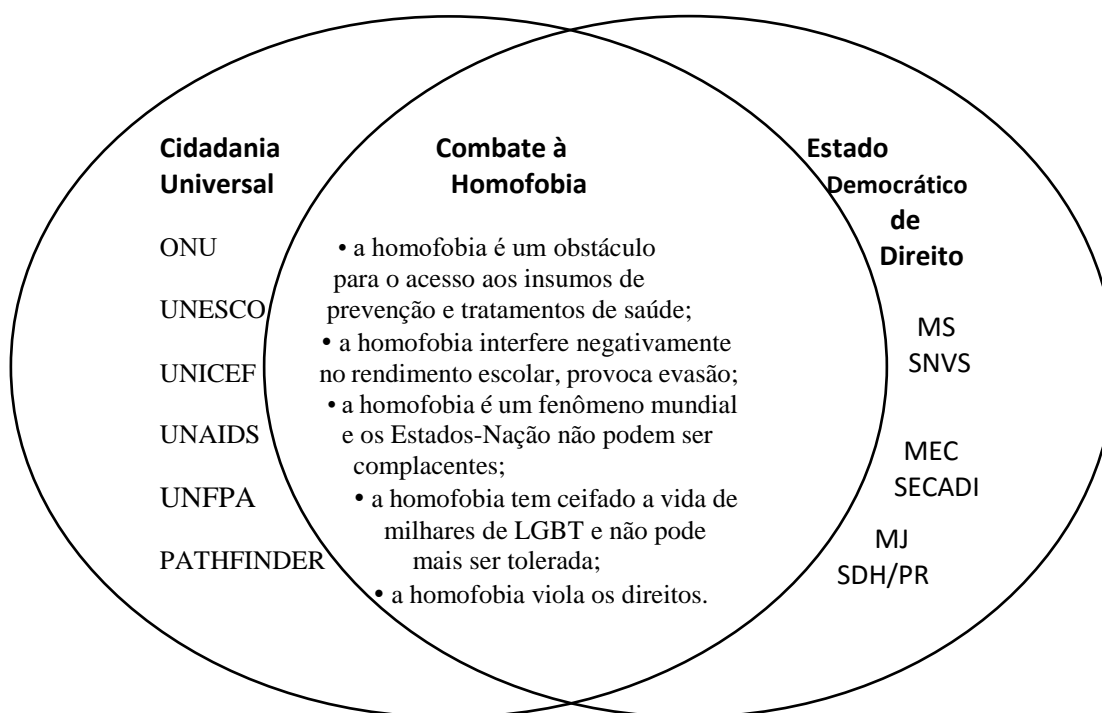 Cidadania
Universal
ONU
UNESCO
UNICEF
UNAIDS
UNFPA
PATHFINDER
Combate à
Homofobia
• a homofobia é um obstáculo
para o acesso aos insumos de
prevenção e tratamentos de saúde;
• a homofobia interfere negativamente
no rendimento escolar, provoca evasão;
• a homofobia é um fenômeno mundial
e os Estados-Nação não podem ser
complacentes;
• a homofobia tem ceifado a vida de
milhares de LGBT e não pode
mais ser tolerada;
• a homofobia viola os direitos.
Estado
Democrático
de
Direito
MS
SNVS
MEC
SECADI
MJ
SDH/PR